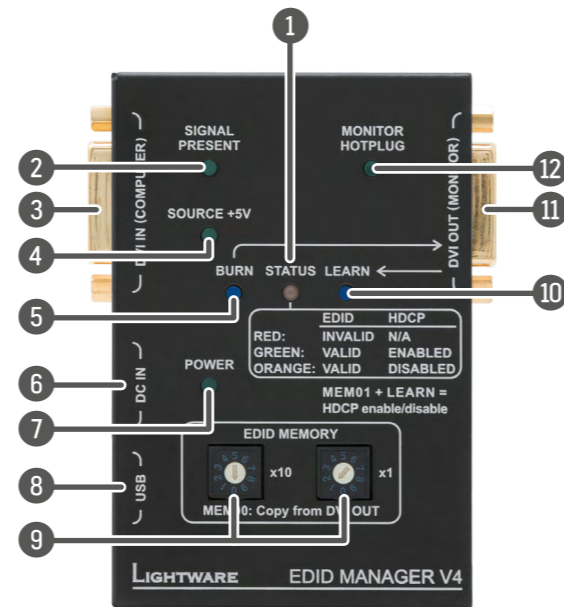 1
SIGNAL PRESENT
MONITOR HOTPLUG
2
12
3
DVI IN (COMPUTER)
DVI OUT (MONITOR)
11
SOURCE +5V
4
BURN STATUS LEARN
5
10
EDID HDCP
RED: INVALID N/A
GREEN: VALID ENABLED
ORANGE: VALID DISABLED
6
DC IN
POWER
7
MEM01 + LEARN =
HDCP enable/disable
EDID MEMORY
8
USB
x10
x1
9
MEM00: Copy from DVI OUT
LIGHTWARE EDID MANAGER V4